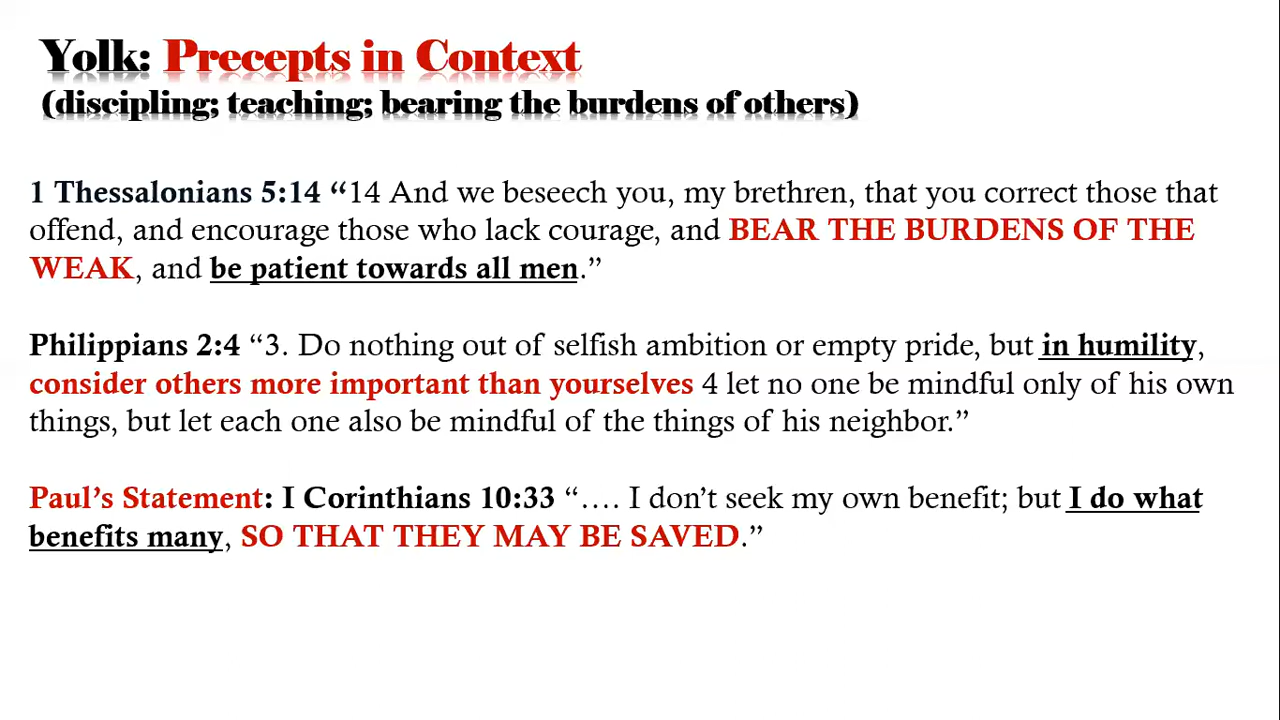 Yolk: Precepts in Context
(discipling; teaching; bearing the burdens of others)
1 Thessalonians 5:14 “14 And we beseech you, my brethren, that you correct those that
offend, and encourage those who lack courage, and BEAR THE BURDENS OF THE
WEAK, and be patient towards all men.”
Philippians 2:4 “3. Do nothing out of selfish ambition or empty pride, but in humility,
consider others more important than yourselves 4 let no one be mindful only of his own
things, but let each one also be mindful of the things of his neighbor.”
Paul’s Statement: I Corinthians 10:33 “…. I don’t seek my own benefit; but I do what
benefits many, SO THAT THEY MAY BE SAVED.”